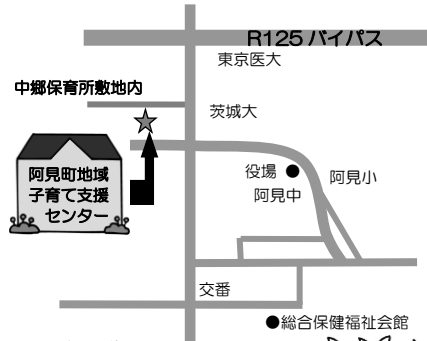 R125 バイパス
東京医大
中郷保育所敷地内
茨城大
阿見町地域
子育て支援
センター
役場●
阿見小
阿見中
交番
●総合保健福祉会館